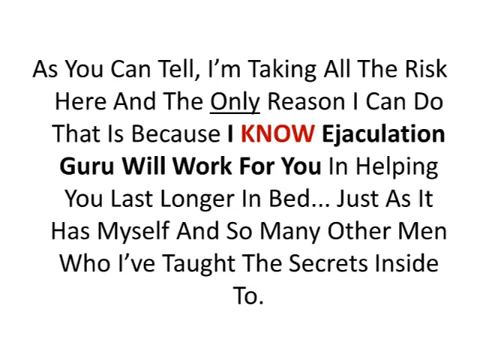 As You Can Tell, I’m Taking All The Risk
Here And The Only Reason I Can Do
That Is Because I KNOW Ejaculation
Guru Will Work For You In Helping
You Last Longer In Bed... Just As It
Has Myself And So Many Other Men
Who I’ve Taught The Secrets Inside
To.